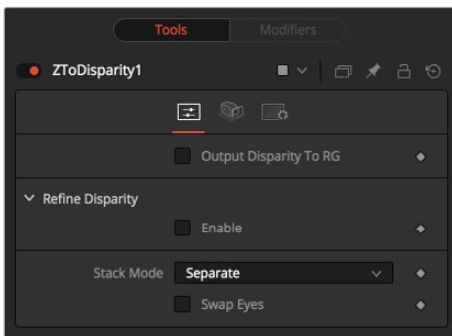 Tools Modifiers
ZToDisparity1
Output Disparity To RG
Refine Disparity
Enable
Stack Mode Separate
Swap Eyes